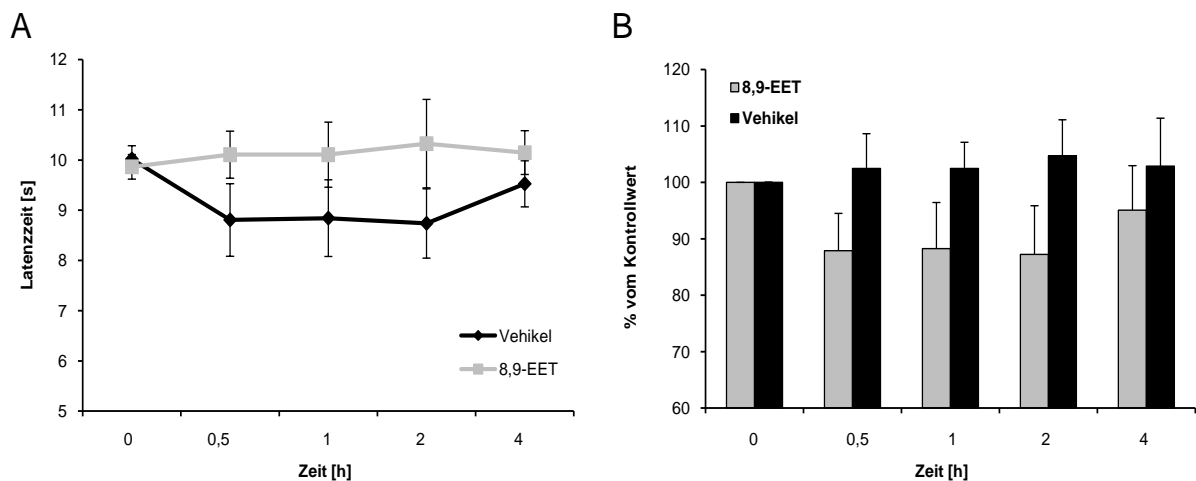 A
12
11
10
9
8
7
6
5
Latenzzeit [s]
Vehikel
8,9-EET
0 0,5 1 2 4
Zeit [h]
B
120
110
100
90
80
70
60
% vom Kontrollwert
8,9-EET
Vehikel
0 0,5 1 2 4
Zeit [h]